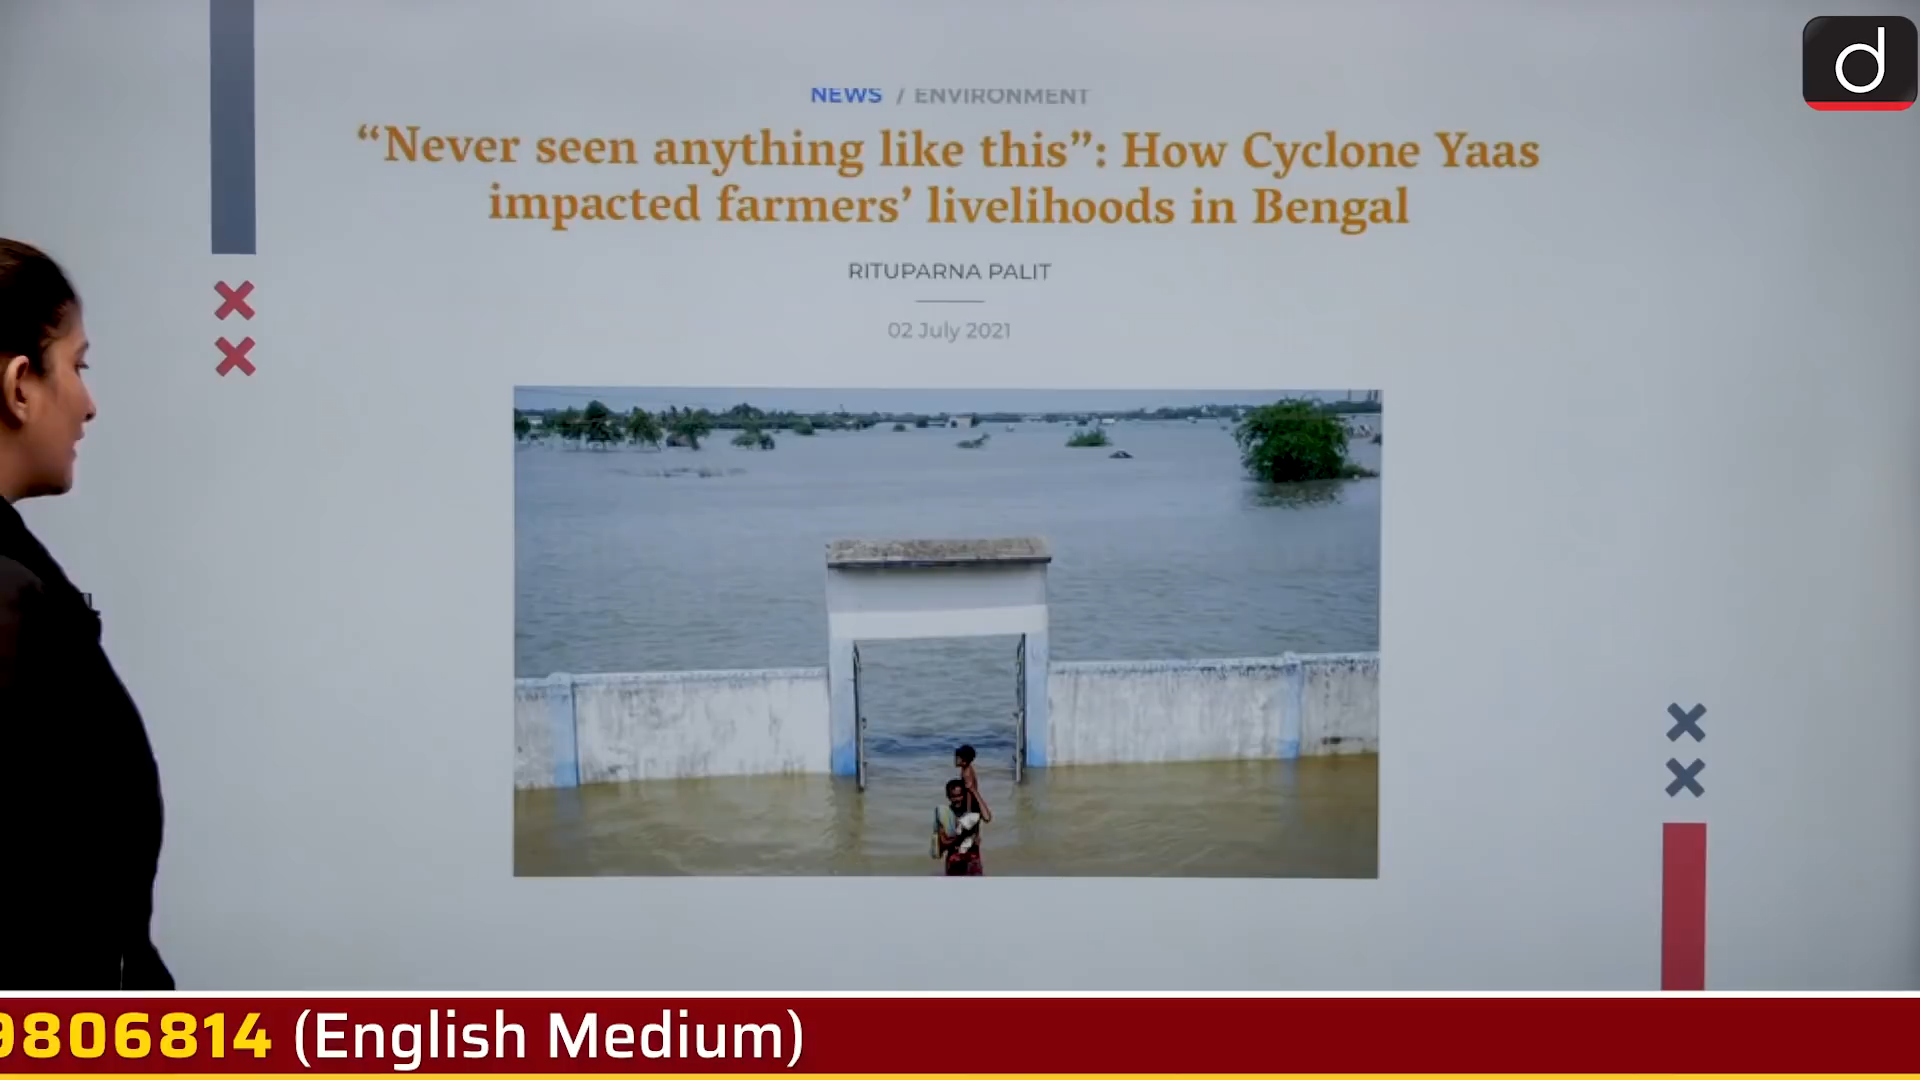 NEWS / ENVIRONMENT
“Never seen anything like this”: How Cyclone Yaas
impacted farmers’ livelihoods in Bengal
RITUPARNA PALIT
02 July 2021
d
9806814 (English Medium)